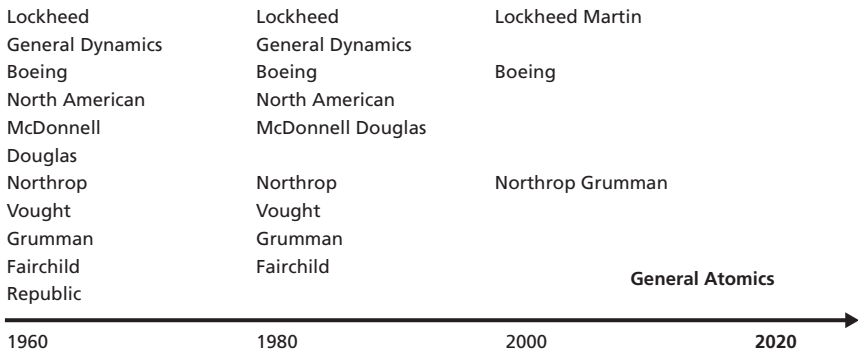 Lockheed Lockheed Lockheed Martin
General Dynamics General Dynamics
Boeing Boeing Boeing
North American North American
McDonnell McDonnell Douglas
Douglas
Northrop Northrop Northrop Grumman
Vought Vought
Grumman Grumman
Fairchild Fairchild
General Atomics
Republic
1960 1980 2000 2020